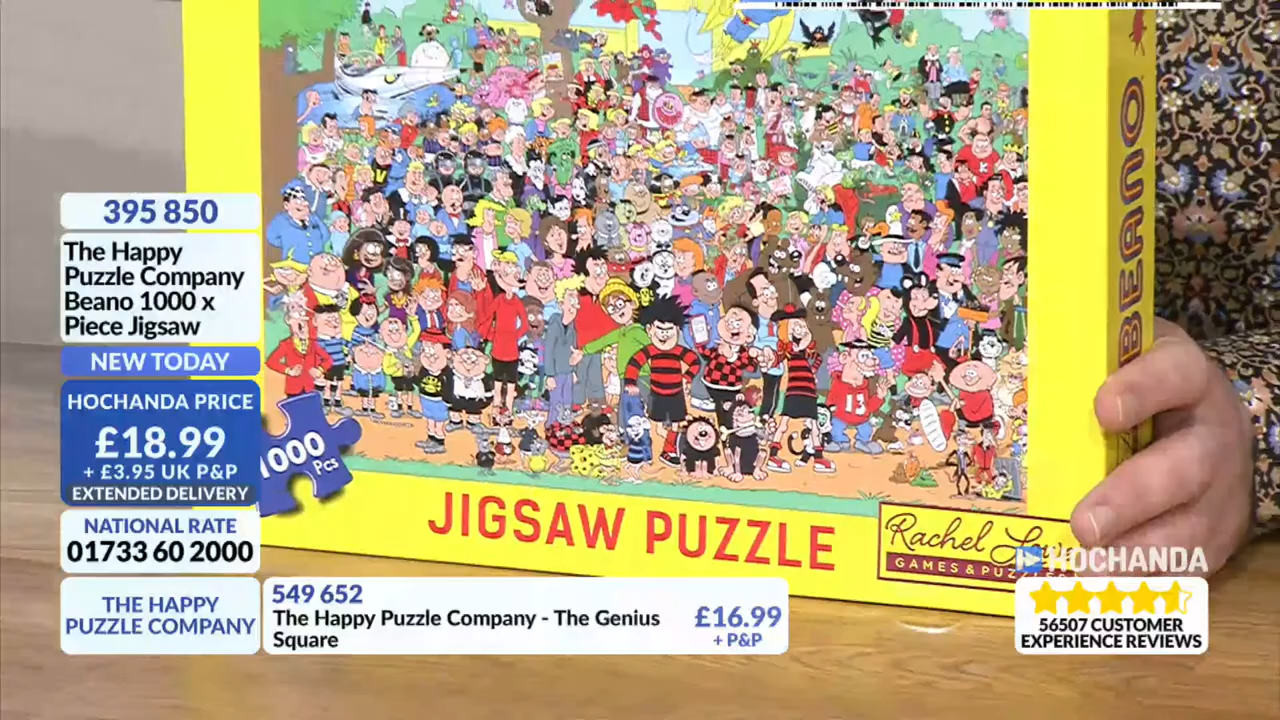 395 850
The Happy
Puzzle Company
Beano 1000 x
Piece Jigsaw
NEW TODAY
HOCHANDA PRICE
£18.99
+ £3.95 UK P&P
EXTENDED DELIVERY
NATIONAL RATE
01733 60 2000
THE HAPPY
PUZZLE COMPANY
549 652
The Happy Puzzle Company - The Genius
Square
£16.99
+ P&P
BEANO
13
1000
Pcs
JIGSAW PUZZLE
Rachel
GAMES & PUZZLES
HOCHANDA
56507 CUSTOMER
EXPERIENCE REVIEWS